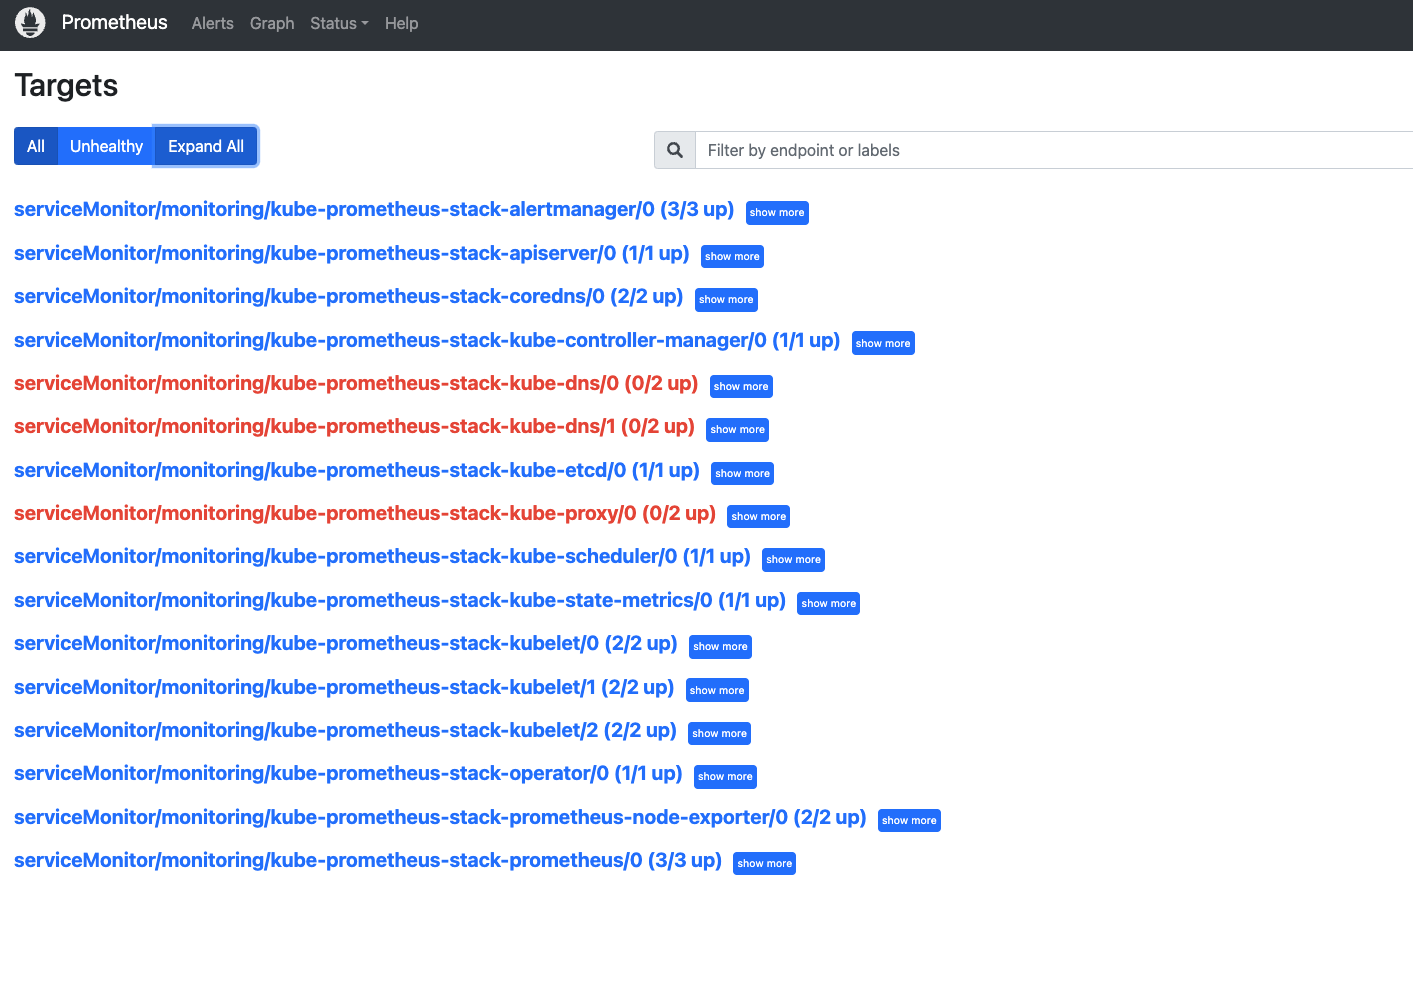 Prometheus Alerts Graph Status Help
Targets
All Unhealthy Expand All Filter by endpoint or labels
serviceMonitor/monitoring/kube-prometheus-stack-alertmanager/0 (3/3 up) show more
serviceMonitor/monitoring/kube-prometheus-stack-apiserver/0 (1/1 up) show more
serviceMonitor/monitoring/kube-prometheus-stack-coredns/0 (2/2 up) show more
serviceMonitor/monitoring/kube-prometheus-stack-kube-controller-manager/0 (1/1 up) show more
serviceMonitor/monitoring/kube-prometheus-stack-kube-dns/0 (0/2 up) show more
serviceMonitor/monitoring/kube-prometheus-stack-kube-dns/1 (0/2 up) show more
serviceMonitor/monitoring/kube-prometheus-stack-kube-etcd/0 (1/1 up) show more
serviceMonitor/monitoring/kube-prometheus-stack-kube-proxy/0 (0/2 up) show more
serviceMonitor/monitoring/kube-prometheus-stack-kube-scheduler/0 (1/1 up) show more
serviceMonitor/monitoring/kube-prometheus-stack-kube-state-metrics/0 (1/1 up) show more
serviceMonitor/monitoring/kube-prometheus-stack-kubelet/0 (2/2 up) show more
serviceMonitor/monitoring/kube-prometheus-stack-kubelet/1 (2/2 up) show more
serviceMonitor/monitoring/kube-prometheus-stack-kubelet/2 (2/2 up) show more
serviceMonitor/monitoring/kube-prometheus-stack-operator/0 (1/1 up) show more
serviceMonitor/monitoring/kube-prometheus-stack-prometheus-node-exporter/0 (2/2 up) show more
serviceMonitor/monitoring/kube-prometheus-stack-prometheus/0 (3/3 up) show more